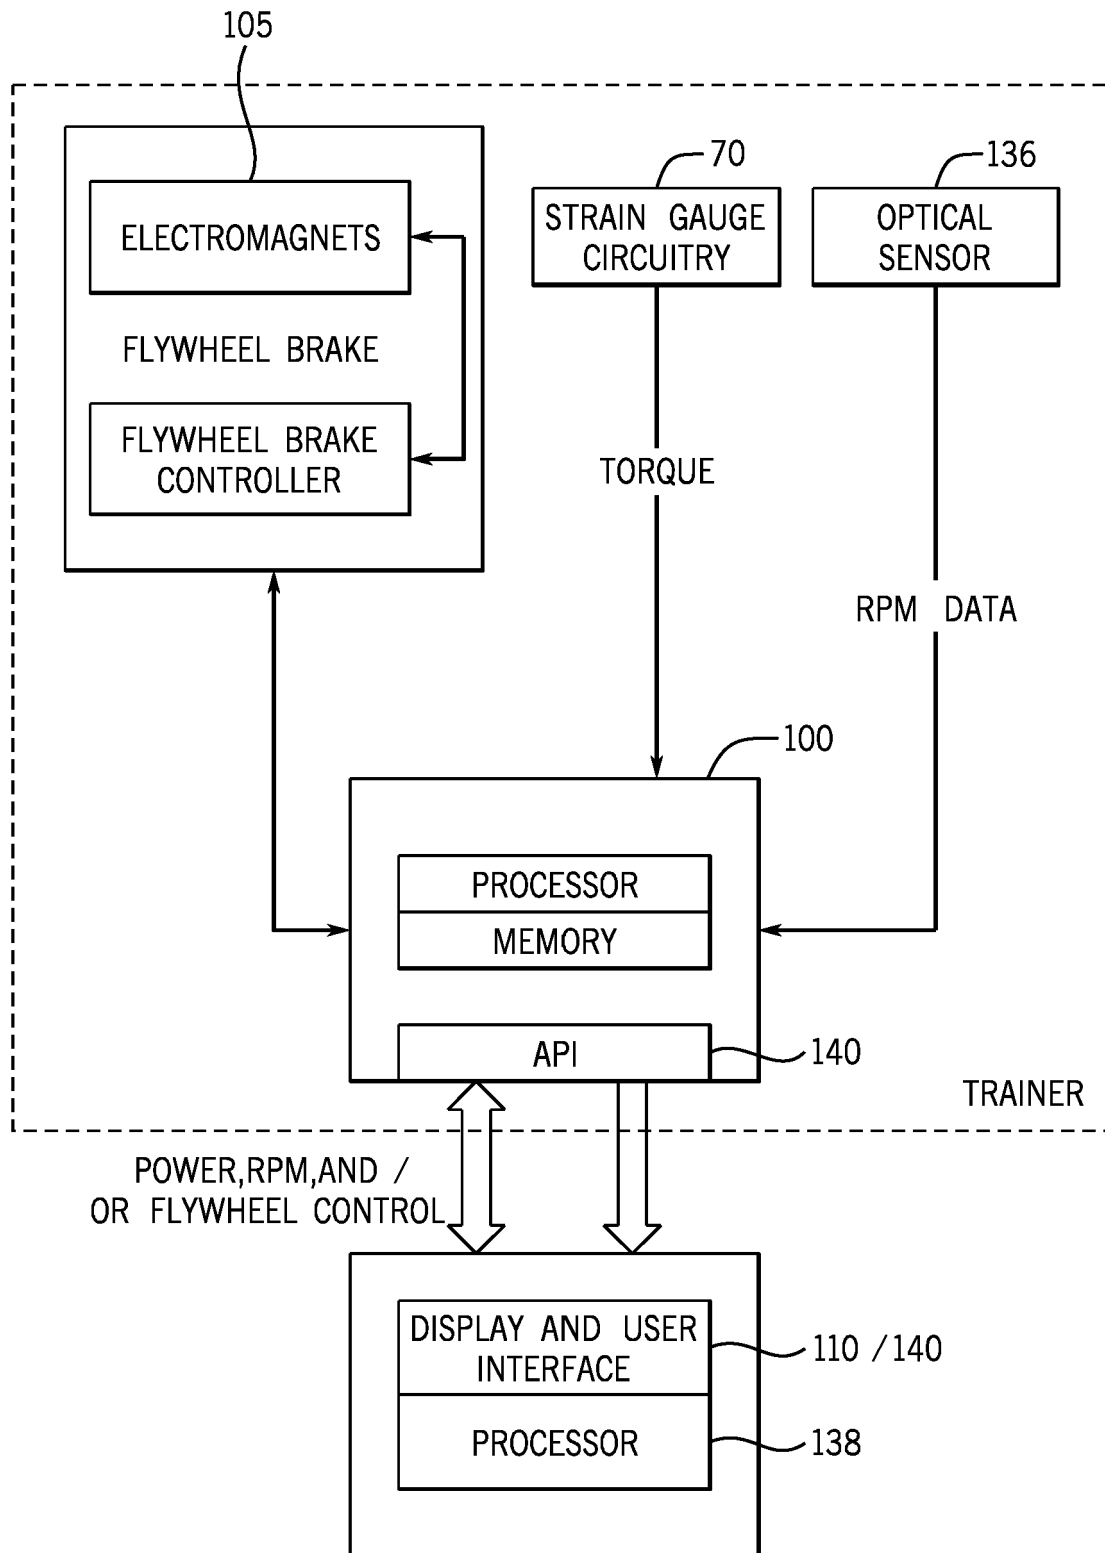 105
70
136
ELECTROMAGNETS
STRAIN GAUGE
CIRCUITRY
OPTICAL
SENSOR
FLYWHEEL BRAKE
FLYWHEEL BRAKE
CONTROLLER
TORQUE
RPM DATA
100
PROCESSOR
MEMORY
API
140
TRAINER
POWER,RPM,AND /
OR FLYWHEEL CONTROL
DISPLAY AND USER
INTERFACE
110 / 140
PROCESSOR
138